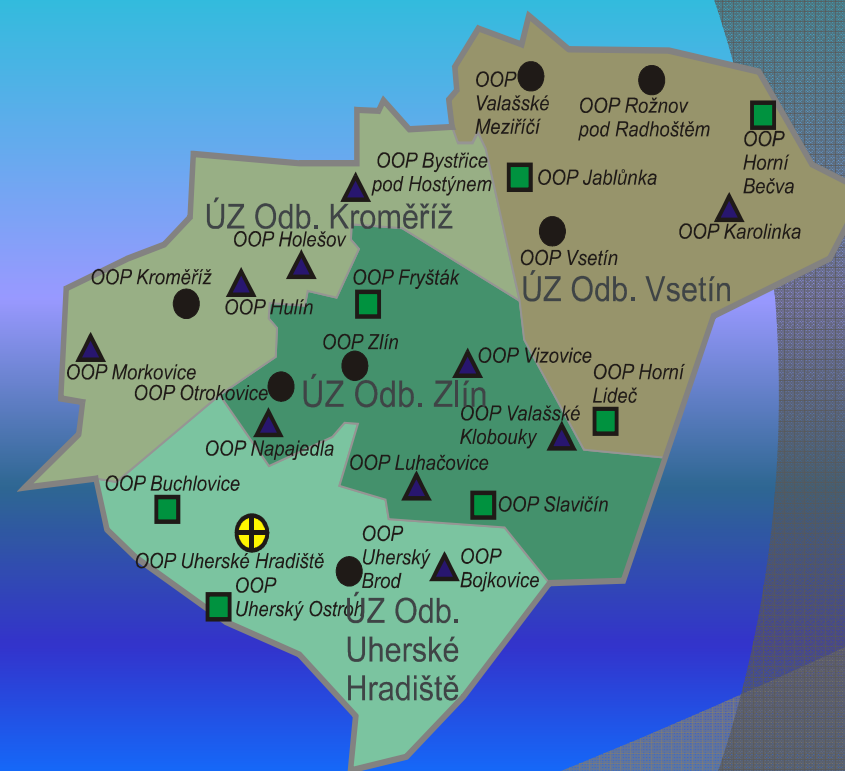 OOP
Valašské
Meziříčí
OOP Rožnov
pod Radhoštěm
OOP
Horní
Bečva
OOP Bystřice
pod Hostýnem
OOP Jablůnka
ÚZ Odb. Kroměříž
OOP Karolinka
OOP Holešov
OOP Vsetín
OOP Kroměříž
OOP Fryšták
ÚZ Odb. Vsetín
OOP Hulín
OOP Zlín
OOP Vizovice
OOP Morkovice
OOP Horní
Lideč
OOP Otrokovice
ÚZ Odb. Zlín
OOP Valašské
Klobouky
OOP Napajedla
OOP Luhačovice
OOP Buchlovice
OOP Slavičín
OOP Uherské Hradiště
OOP
Uherský
Brod
OOP
Bojkovice
OOP
Uherský Ostroh
ÚZ Odb.
Uherské
Hradiště